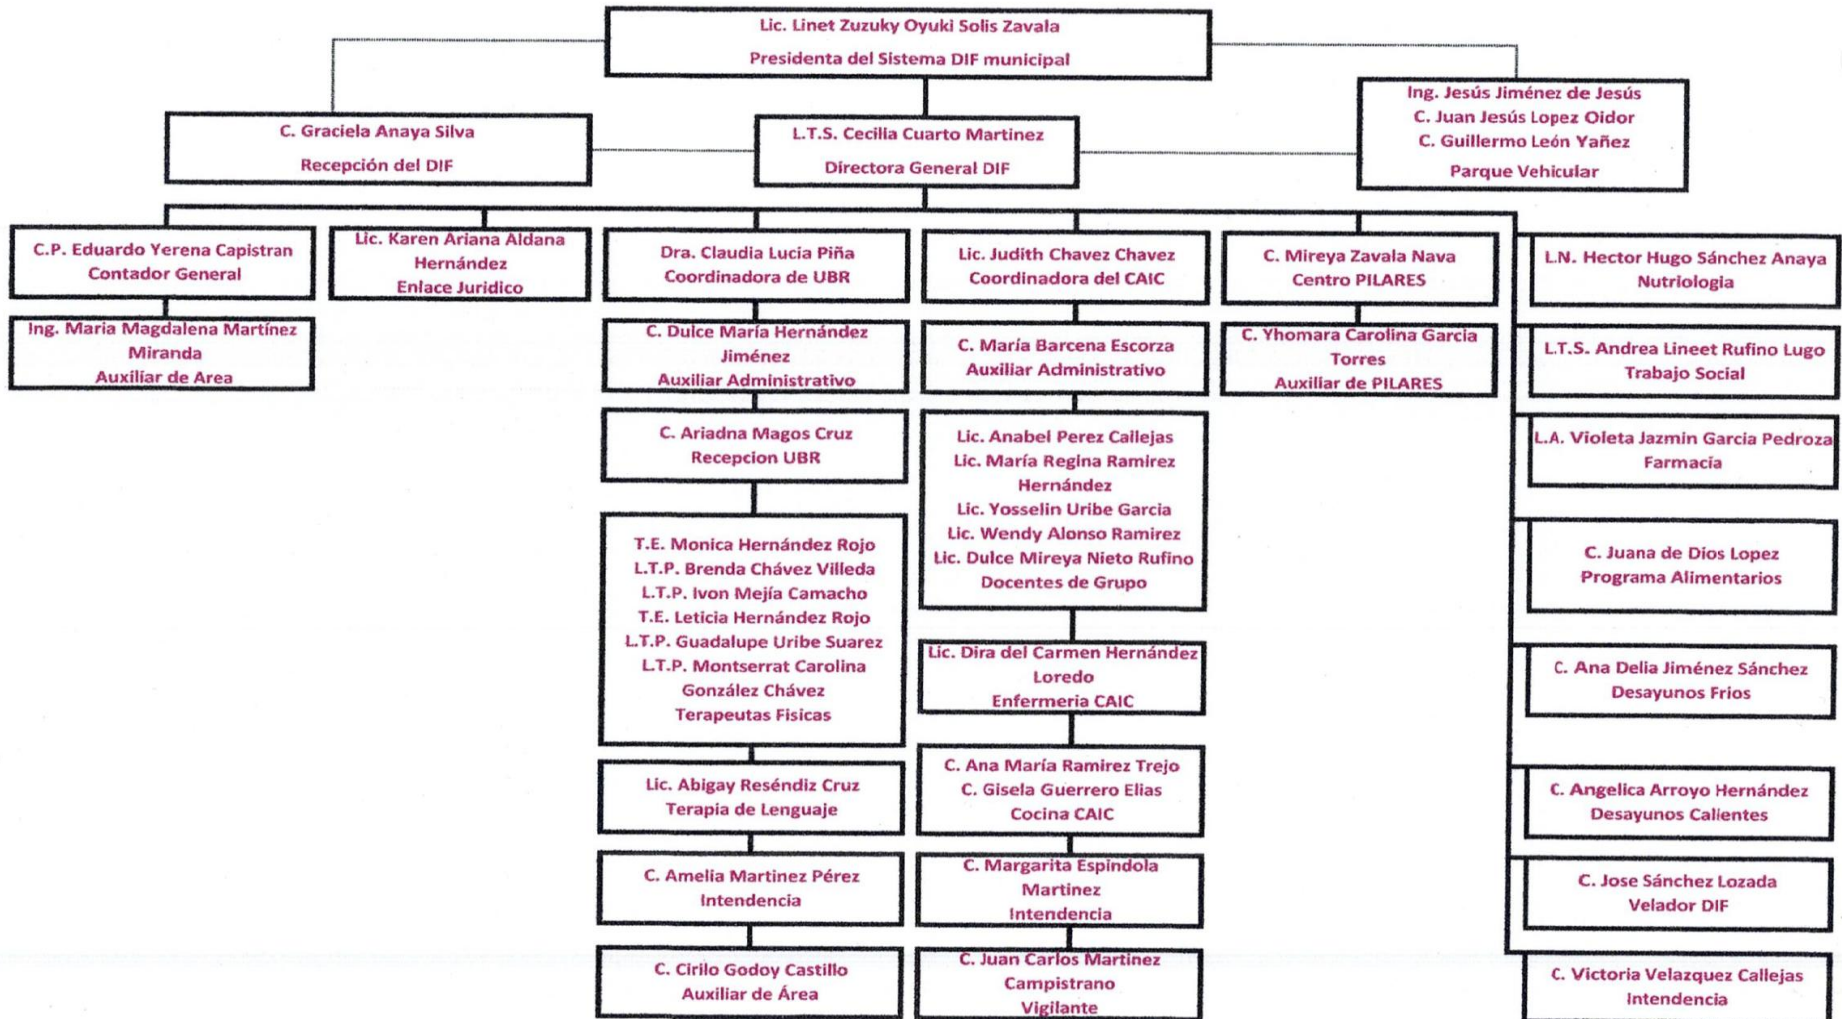 Lic. Linet Zuzuky Oyuki Solis Zavala
Presidenta del Sistema DIF municipal
C. Graciela Anaya Silva
Recepción del DIF
L.T.S. Cecilia Cuarto Martinez
Directora General DIF
Ing. Jesús Jiménez de Jesús
C. Juan Jesús Lopez Oidor
C. Guillermo León Yañez
Parque Vehicular
C.P. Eduardo Yerena Capistran
Contador General
Ing. Maria Magdalena Martínez
Miranda
Auxiliar de Area
Lic. Karen Ariana Aldana
Hernández
Enlace Juridico
Dra. Claudia Lucía Piña
Coordinadora de UBR
C. Dulce María Hernández
Jiménez
Auxiliar Administrativo
C. Ariadna Magos Cruz
Recepcion UBR
T.E. Monica Hernández Rojo
L.T.P. Brenda Chávez Villeda
L.T.P. Ivon Mejía Camacho
T.E. Leticia Hernández Rojo
L.T.P. Guadalupe Uribe Suarez
L.T.P. Montserrat Carolina
González Chávez
Terapeutas Fisicas
Lic. Abigay Reséndiz Cruz
Terapia de Lenguaje
C. Amelia Martinez Pérez
Intendencia
C. Cirilo Godoy Castillo
Auxiliar de Área
Lic. Judith Chavez Chavez
Coordinadora del CAIC
C. María Barcena Escorza
Auxiliar Administrativo
Lic. Anabel Perez Callejas
Lic. María Regina Ramirez
Hernández
Lic. Yosselin Uribe Garcia
Lic. Wendy Alonso Ramirez
Lic. Dulce Mireya Nieto Rufino
Docentes de Grupo
Lic. Dira del Carmen Hernández
Loredo
Enfermeria CAIC
C. Ana María Ramirez Trejo
C. Gisela Guerrero Elias
Cocina CAIC
C. Margarita Espindola
Martinez
Intendencia
C. Juan Carlos Martinez
Campistrano
Vigilante
C. Mireya Zavala Nava
Centro PILARES
C. Yhomara Carolina Garcia
Torres
Auxiliar de PILARES
L.N. Hector Hugo Sánchez Anaya
Nutriologia
L.T.S. Andrea Lineet Rufino Lugo
Trabajo Social
L.A. Violeta Jazmin Garcia Pedroza
Farmacia
C. Juana de Dios Lopez
Programa Alimentarios
C. Ana Delia Jiménez Sánchez
Desayunos Frios
C. Angelica Arroyo Hernández
Desayunos Calientes
C. Jose Sánchez Lozada
Velador DIF
C. Victoria Velazquez Callejas
Intendencia